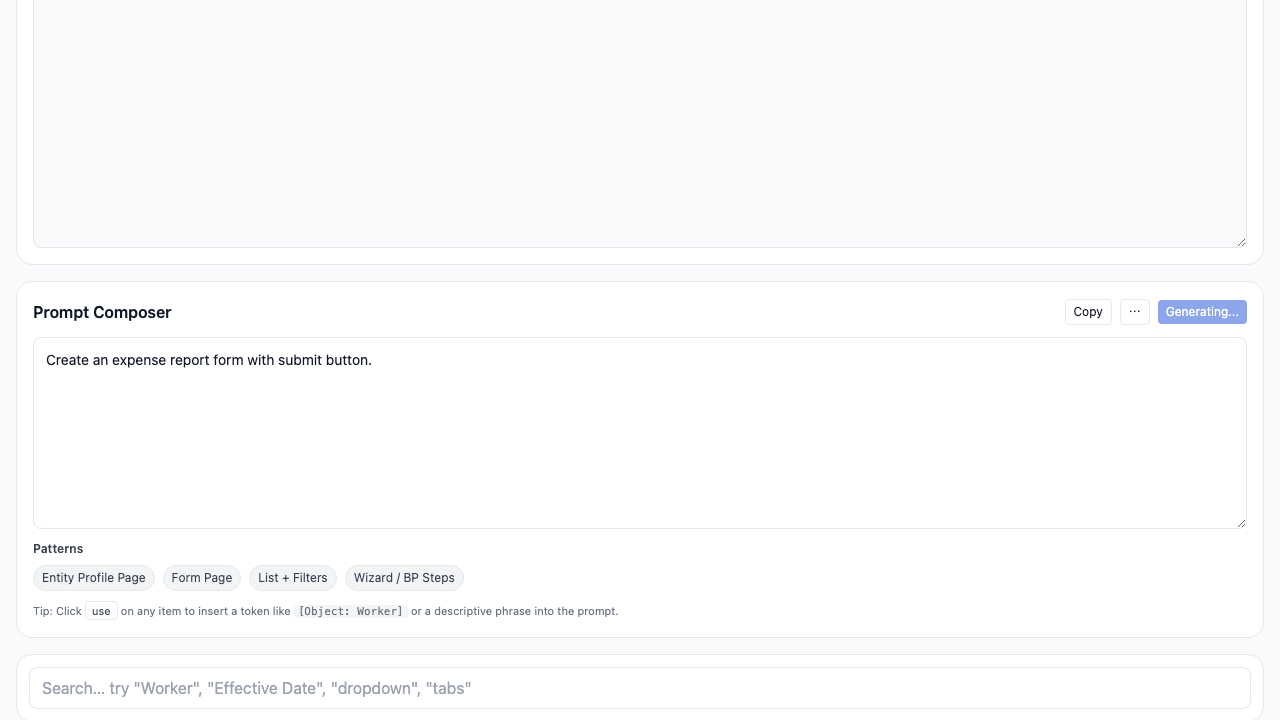 Prompt Composer
Copy
...
Generating...
Create an expense report form with submit button.
Patterns
Entity Profile Page
Form Page
List + Filters
Wizard / BP Steps
Tip: Click use on any item to insert a token like [Object: Worker] or a descriptive phrase into the prompt.
Search... try "Worker", "Effective Date", "dropdown", "tabs"